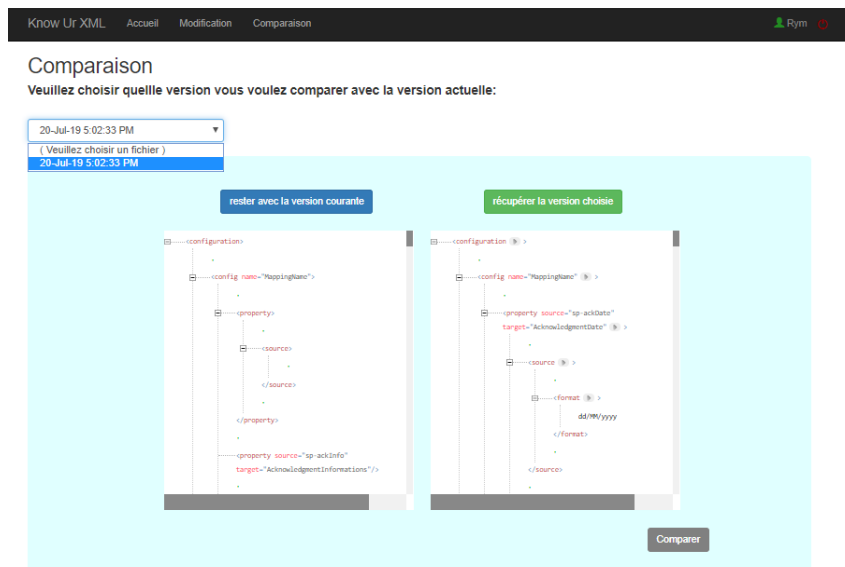 Know Ur XML Accueil Modification Comparaison Rym
Comparaison
Veuillez choisir quellle version vous voulez comparer avec la version actuelle:
20-Jul-19 5:02:33 PM
( Veuillez choisir un fichier )
20-Jul-19 5:02:33 PM
rester avec la version courante
récupérer la version choisie
<configuration>
<config name="MappingName">
<property>
<source>
</source>
</property>
<property source="sp-ackInfo"
target="AcknowledgmentInformations"/>
<configuration >
<config name="MappingName" >
<property source="sp-ackDate"
target="AcknowledgmentDate" >
<source >
<format >
dd/MM/yyyy
</format>
</source>
Comparer